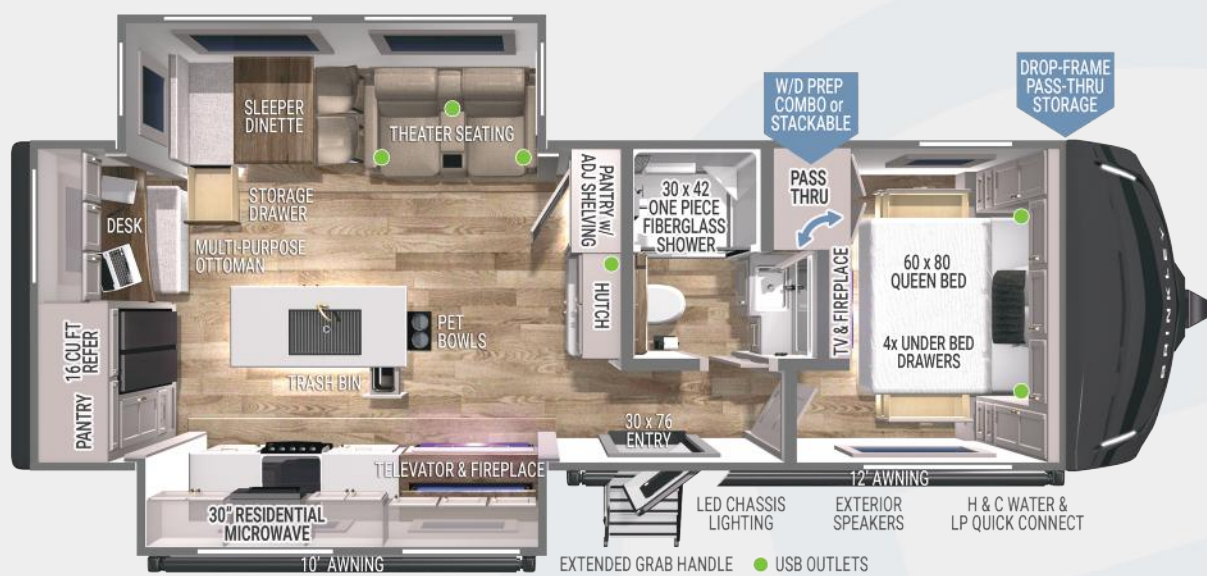 DROP-FRAME
PASS-THRU
STORAGE
W/D PREP
COMBO or
STACKABLE
SLEEPER
DINETTE
THEATER SEATING
PASS
THRU
PANTRY w/
ADJ SHELVING
30 x 42
ONE PIECE
FIBERGLASS
SHOWER
DESK
STORAGE
DRAWER
MULTI-PURPOSE
OTTOMAN
60 x 80
QUEEN BED
4x UNDER BED
DRAWERS
TV & FIREPLACE
BRINKLEY
HUTCH
PET
BOWLS
16 CU FT
REFER
PANTRY
TRASH BIN
30 x 76
ENTRY
TELEVATOR & FIREPLACE
30" RESIDENTIAL
MICROWAVE
12' AWNING
LED CHASSIS
LIGHTING
EXTERIOR
SPEAKERS
H & C WATER &
LP QUICK CONNECT
10' AWNING
EXTENDED GRAB HANDLE
USB OUTLETS